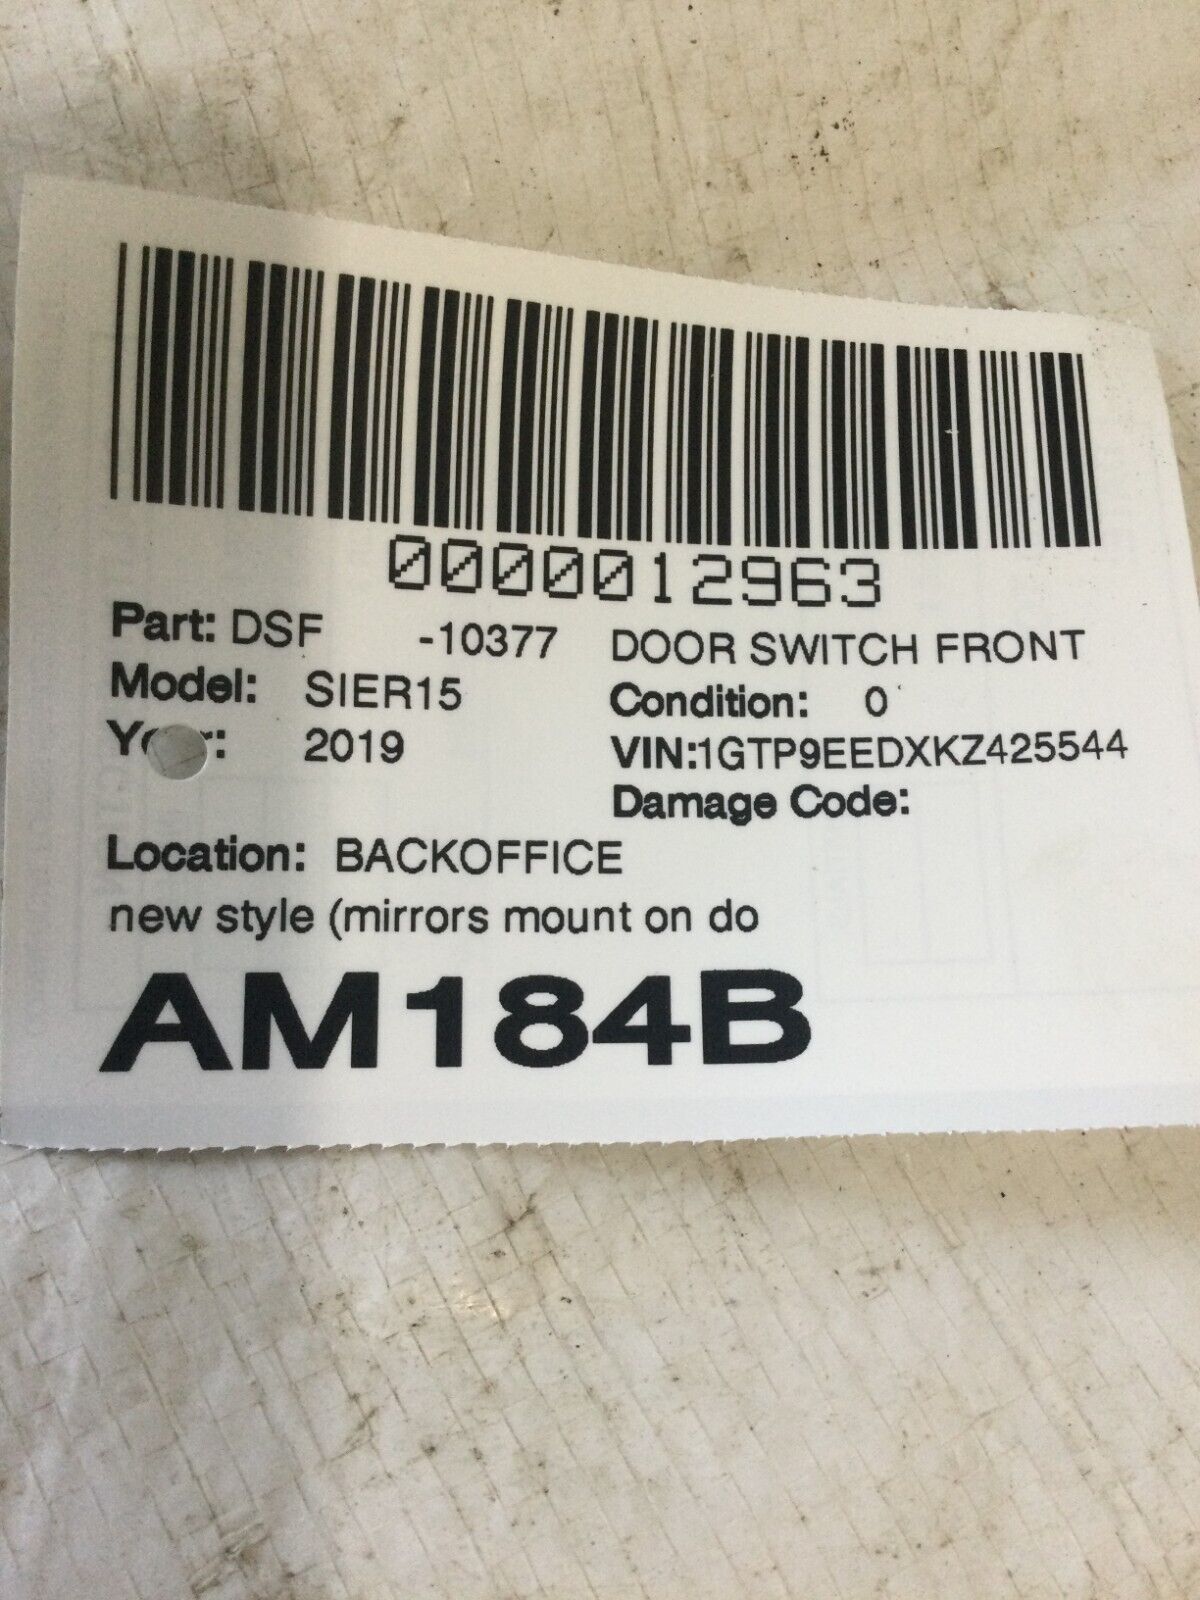 0000012963
Part: DSF -10377 DOOR SWITCH FRONT
Model: SIER15 Condition: 0
2019 VIN:1GTP9EEDXKZ425544
Damage Code:
Location: BACKOFFICE
new style (mirrors mount on do
AM184B